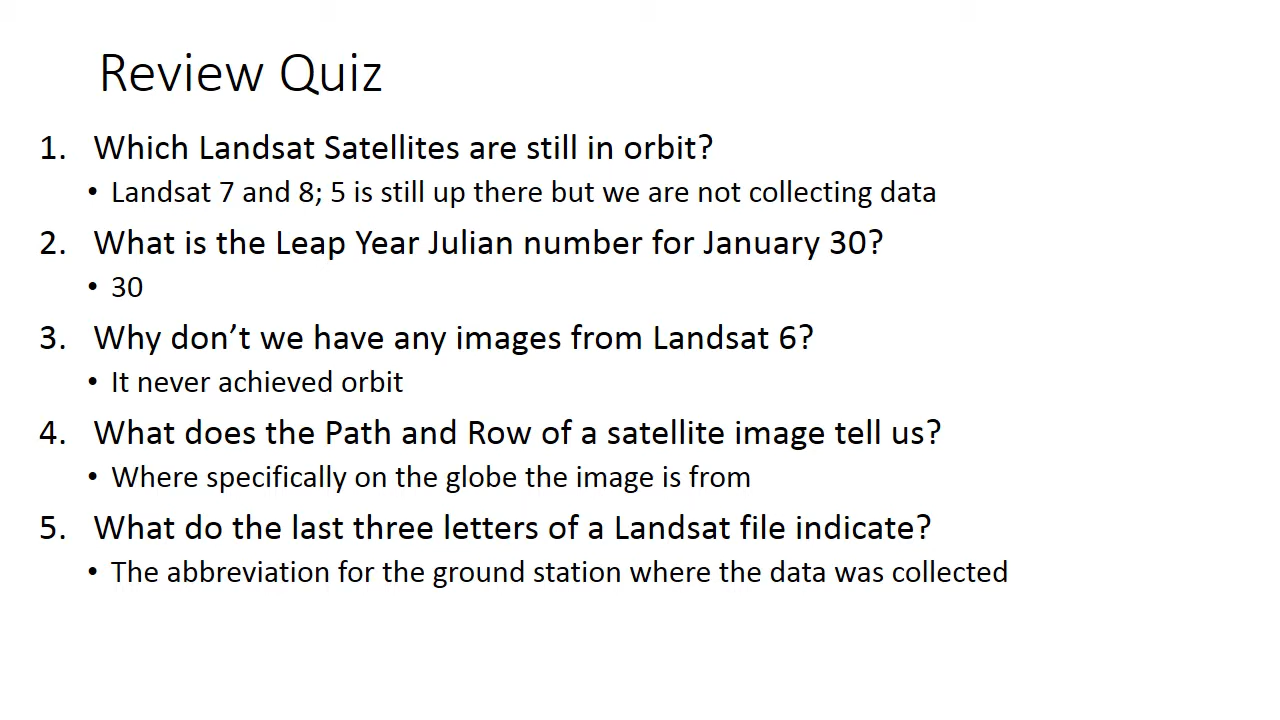 Review Quiz
1. Which Landsat Satellites are still in orbit?
• Landsat 7 and 8; 5 is still up there but we are not collecting data
2. What is the Leap Year Julian number for January 30?
• 30
3. Why don’t we have any images from Landsat 6?
• It never achieved orbit
4. What does the Path and Row of a satellite image tell us?
• Where specifically on the globe the image is from
5. What do the last three letters of a Landsat file indicate?
• The abbreviation for the ground station where the data was collected